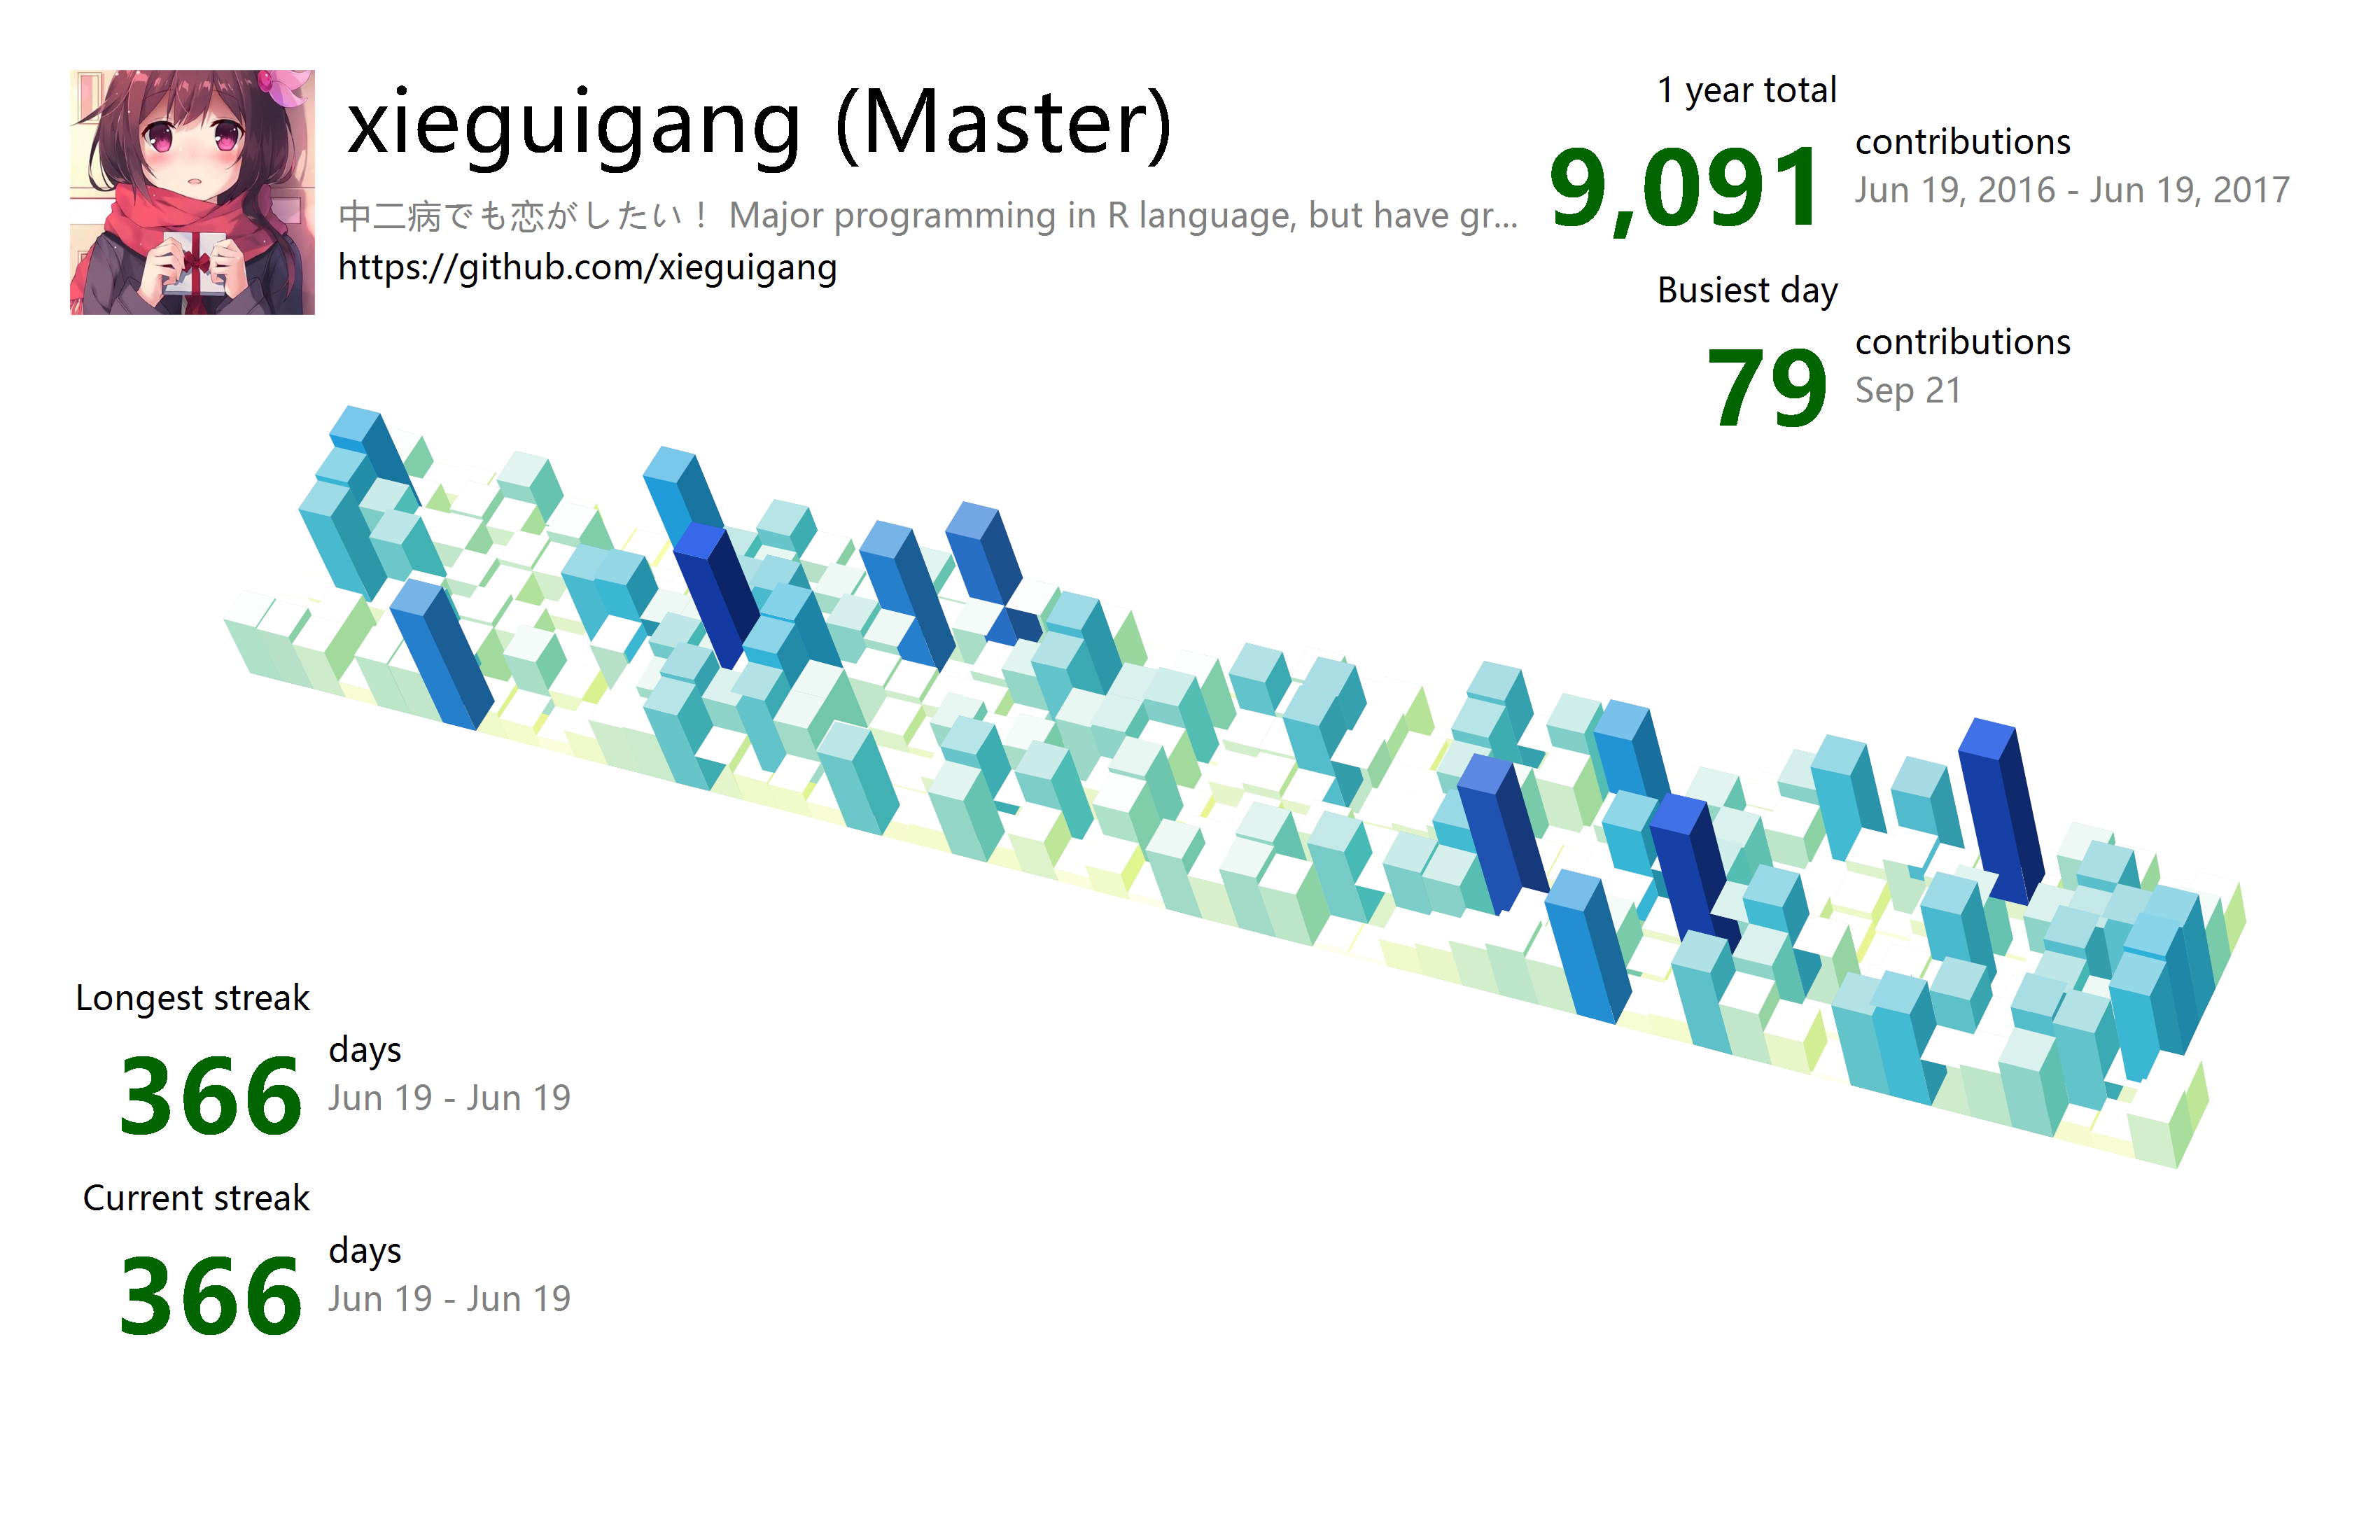 xieguigang (Master)
中二病でも恋がしたい！ Major programming in R language, but have gr...
https://github.com/xieguigang
1 year total
9,091
contributions
Jun 19, 2016 - Jun 19, 2017
Busiest day
79
contributions
Sep 21
Longest streak
366
days
Jun 19 - Jun 19
Current streak
366
days
Jun 19 - Jun 19